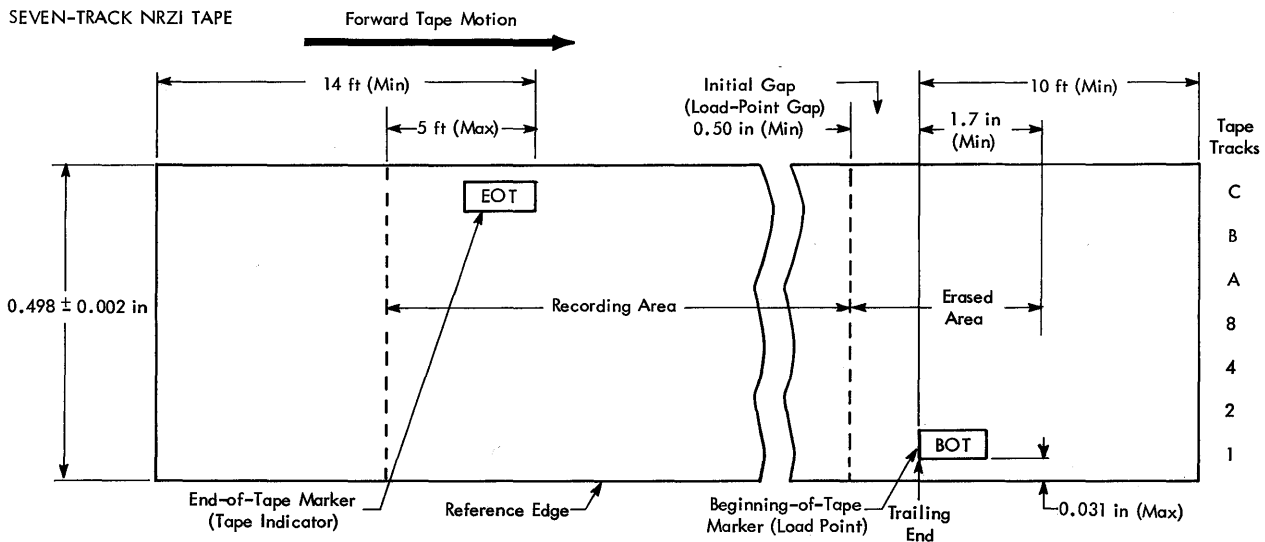 SEVEN-TRACK NRZI TAPE
Forward Tape Motion
14 ft (Min)
Initial Gap
(Load-Point Gap)
0.50 in (Min)
10 ft (Min)
5 ft (Max)
1.7 in
(Min)
Tape
Tracks
EOT
C
B
A
8
4
2
1
0.498 ± 0.002 in
Recording Area
Erased
Area
BOT
End-of-Tape Marker
(Tape Indicator)
Reference Edge
Beginning-of-Tape
Marker (Load Point)
Trailing
End
0.031 in (Max)